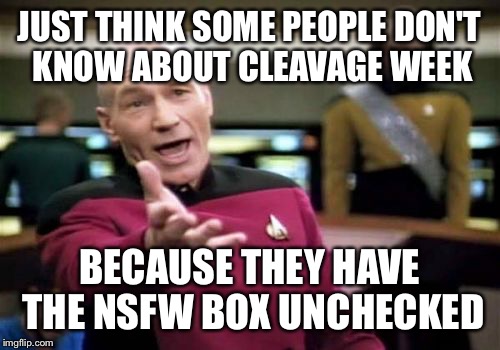 JUST THINK SOME PEOPLE DON'T
KNOW ABOUT CLEAVAGE WEEK
BECAUSE THEY HAVE
THE NSFW BOX UNCHECKED
imgflip.com